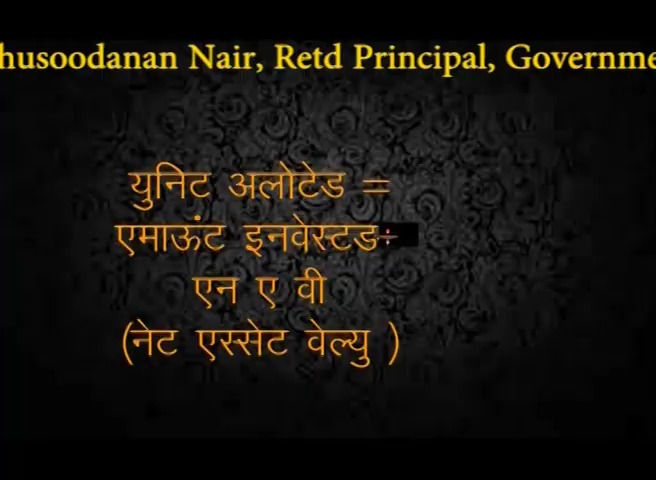 husoodanan Nair, Retd Principal, Governme
युनिट अलोटेड =
एमाऊंट इनवेस्टड÷
एन ए वी
(नेट एस्सेट वेल्यु )